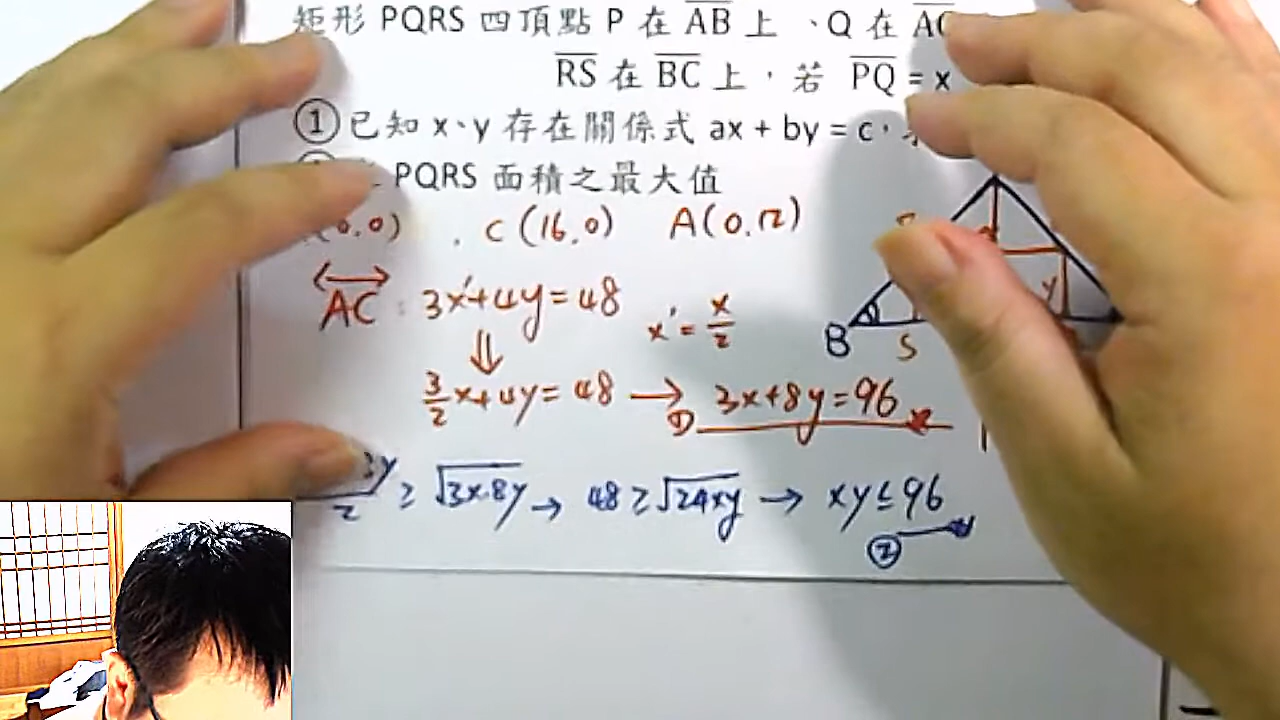 矩形 PQRS 四頂點 P 在 AB 上、Q 在 AC
RS 在 BC 上，若 PQ = x
① 已知 x、y 存在關係式 ax + by = c，
PQRS 面積之最大值
0,0) . C(16,0) A(0,12)
AC : 3x'+4y=48 x'=x/2
⇓
3/2x+4y=48 → ① 3x+8y=96
≥ √3x·8y → 48≥√24xy → xy≤96
②
y
B S